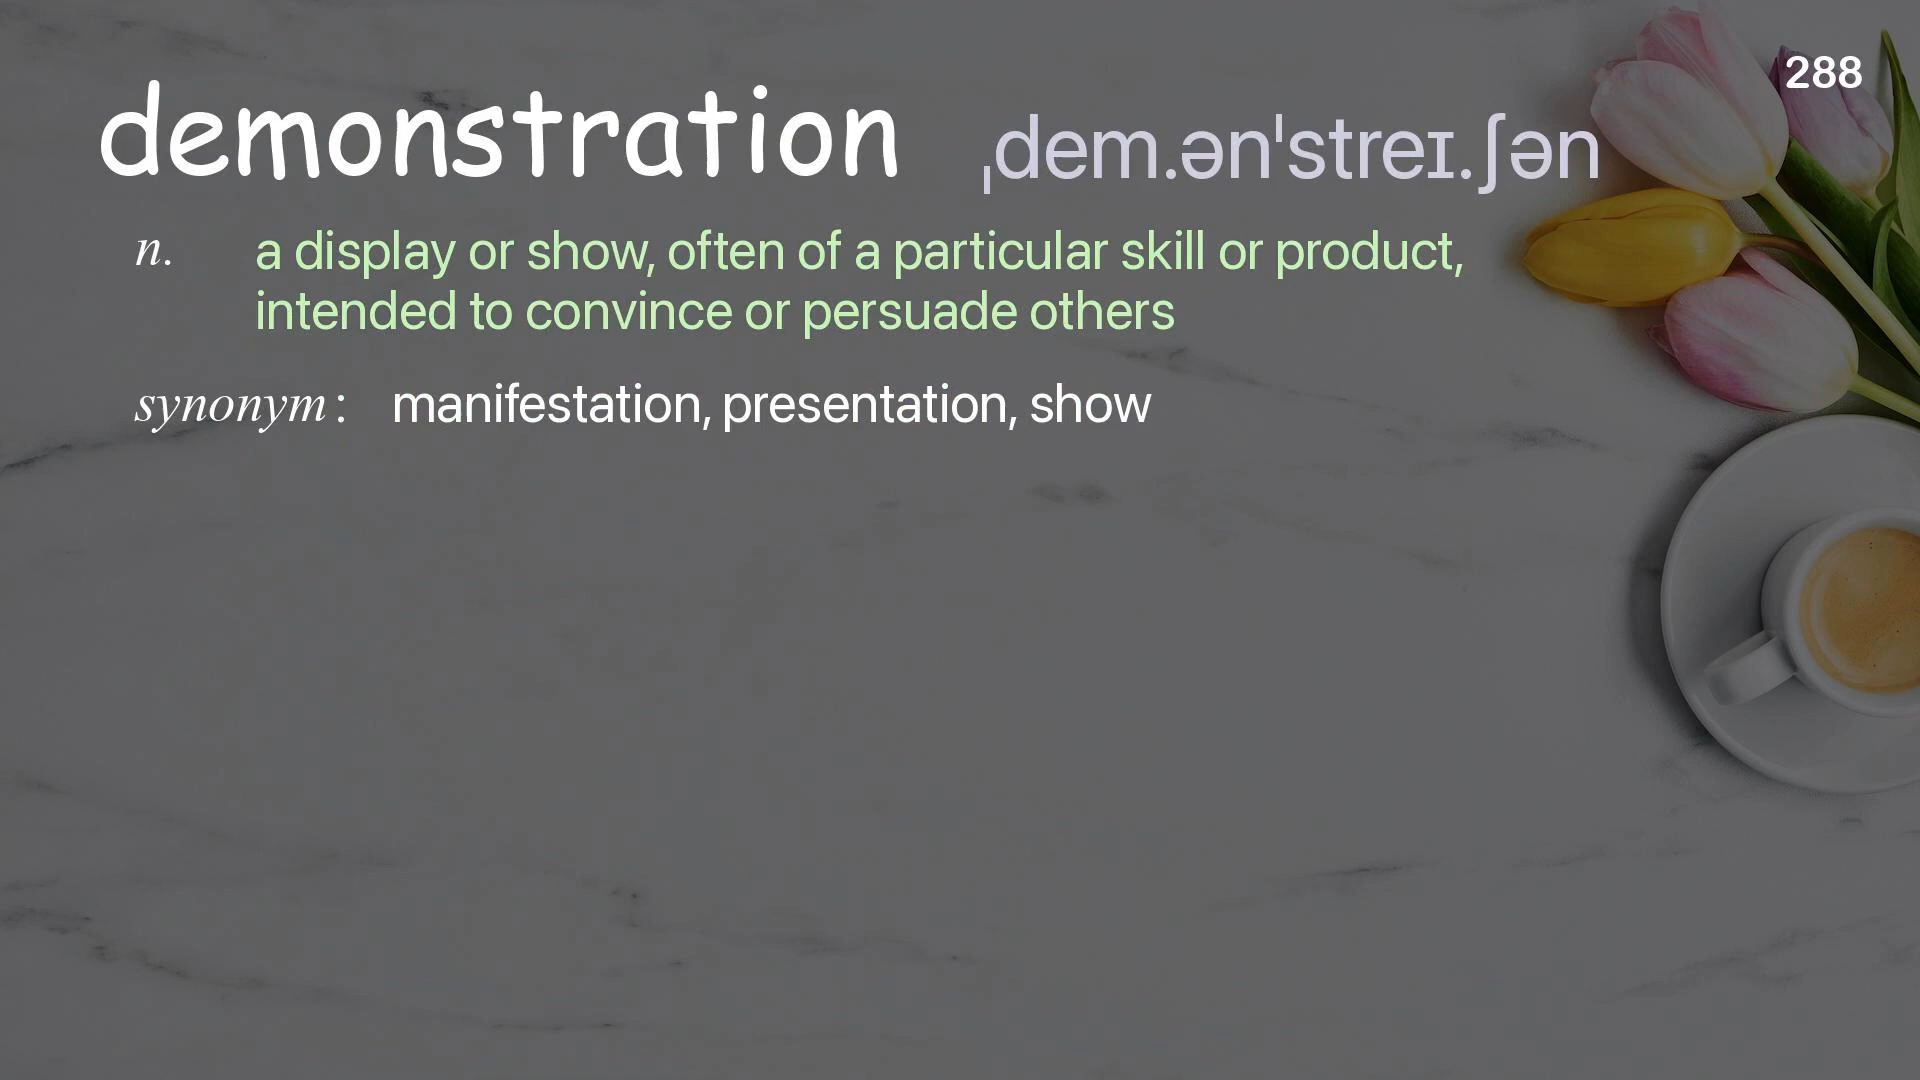 288
demonstration ˌdem.ənˈstreɪ.ʃən
n. a display or show, often of a particular skill or product,
intended to convince or persuade others
synonym: manifestation, presentation, show